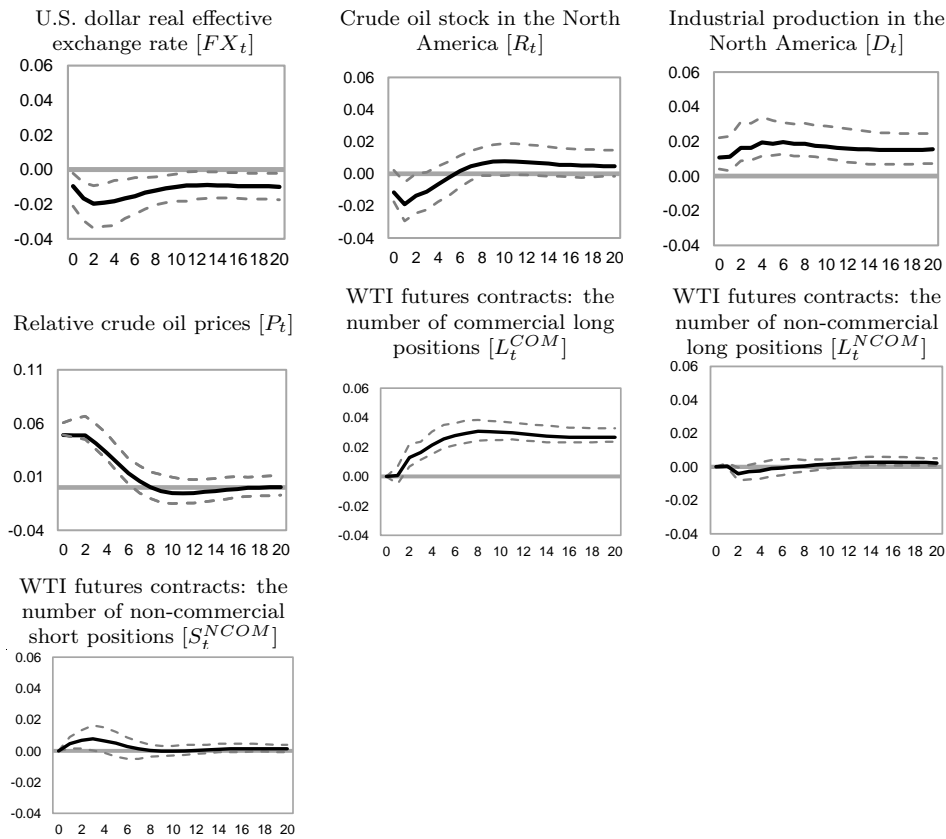 U.S. dollar real effective
exchange rate [FX_t]
0.06
0.04
0.02
0.00
-0.02
-0.04
0 2 4 6 8 10 12 14 16 18 20
Crude oil stock in the North
America [R_t]
0.06
0.04
0.02
0.00
-0.02
-0.04
0 2 4 6 8 10 12 14 16 18 20
Industrial production in the
North America [D_t]
0.06
0.04
0.02
0.00
-0.02
-0.04
0 2 4 6 8 10 12 14 16 18 20
Relative crude oil prices [P_t]
0.11
0.06
0.01
-0.04
0 2 4 6 8 10 12 14 16 18 20
WTI futures contracts: the
number of commercial long
positions [L_t^{COM}]
0.06
0.04
0.02
0.00
-0.02
-0.04
0 2 4 6 8 10 12 14 16 18 20
WTI futures contracts: the
number of non-commercial
long positions [L_t^{NCOM}]
0.06
0.04
0.02
0.00
-0.02
-0.04
0 2 4 6 8 10 12 14 16 18 20
WTI futures contracts: the
number of non-commercial
short positions [S_t^{NCOM}]
0.06
0.04
0.02
0.00
-0.02
-0.04
0 2 4 6 8 10 12 14 16 18 20